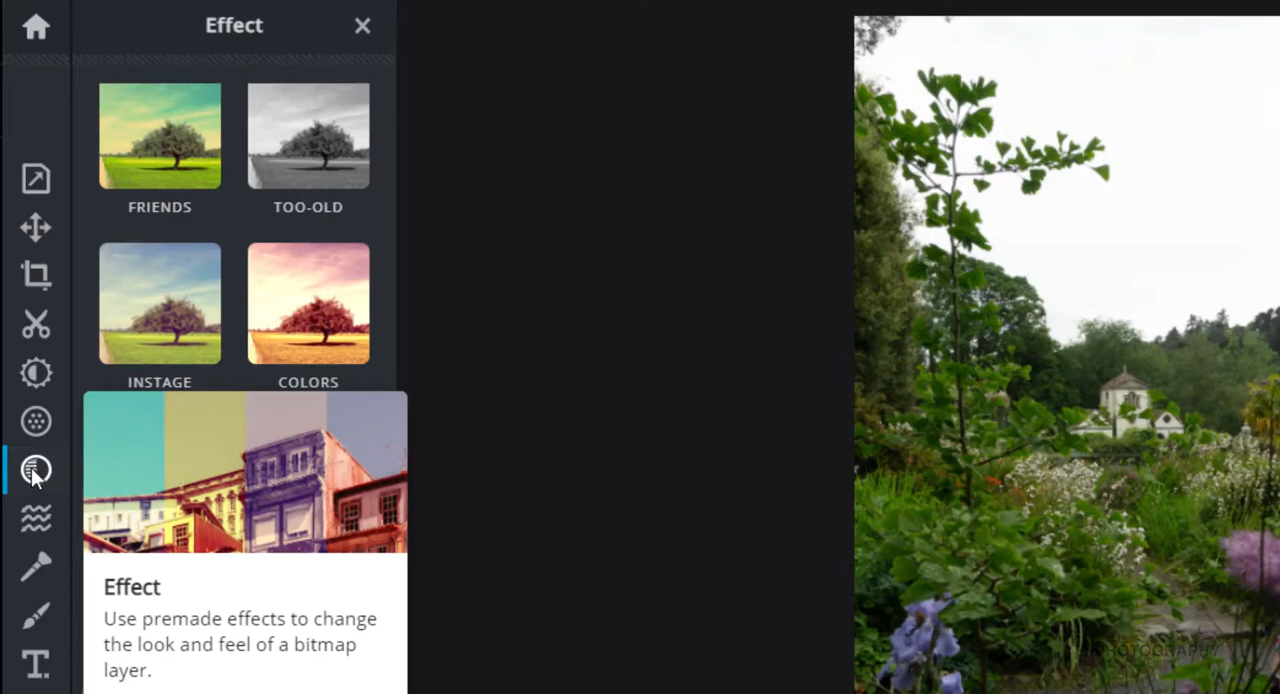 Effect
FRIENDS
TOO-OLD
INSTAGE
COLORS
Effect
Use premade effects to change
the look and feel of a bitmap
layer.
T
PHOTOGRAPHY